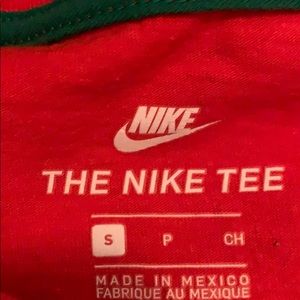 NIKE
THE NIKE TEE
S P CH
MADE IN MEXICO
FABRIQUE AU MEXIQUE